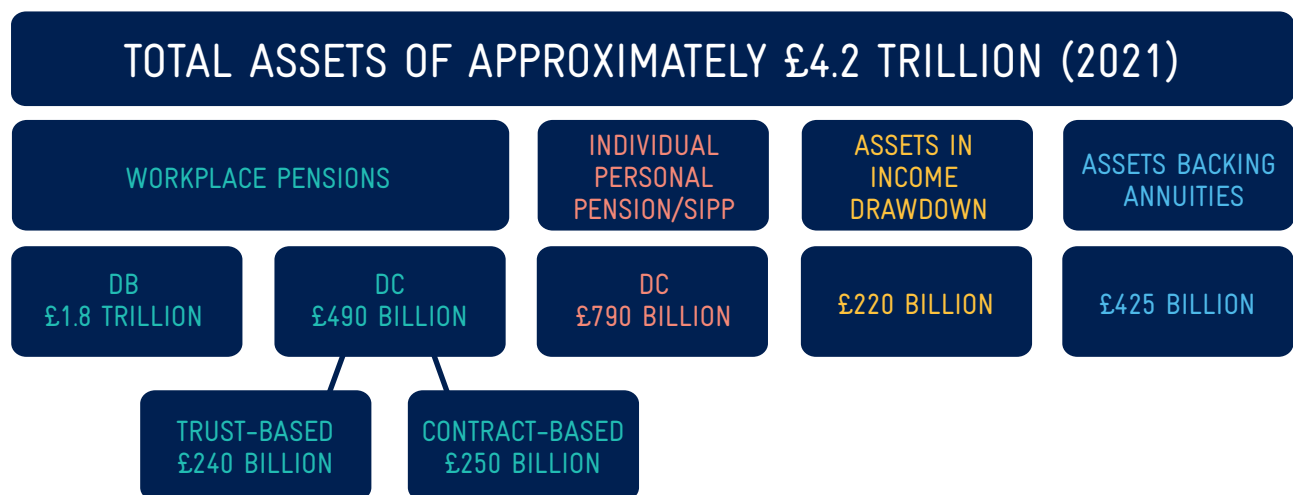 TOTAL ASSETS OF APPROXIMATELY £4.2 TRILLION (2021)
WORKPLACE PENSIONS
INDIVIDUAL
PERSONAL
PENSION/SIPP
ASSETS IN
INCOME
DRAWDOWN
ASSETS BACKING
ANNUITIES
DB
£1.8 TRILLION
DC
£490 BILLION
DC
£790 BILLION
£220 BILLION
£425 BILLION
TRUST-BASED
£240 BILLION
CONTRACT-BASED
£250 BILLION